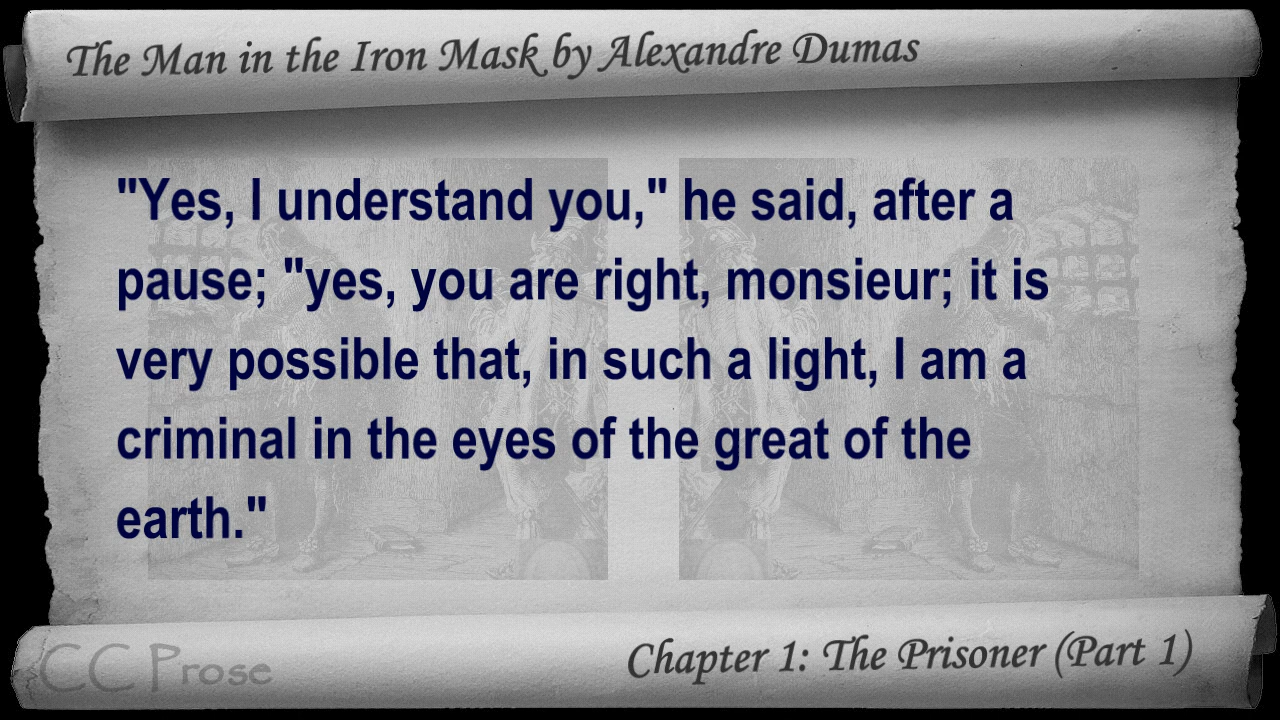 The Man in the Iron Mask by Alexandre Dumas
"Yes, I understand you," he said, after a
pause; "yes, you are right, monsieur; it is
very possible that, in such a light, I am a
criminal in the eyes of the great of the
earth."
CC Prose
Chapter 1: The Prisoner (Part 1)